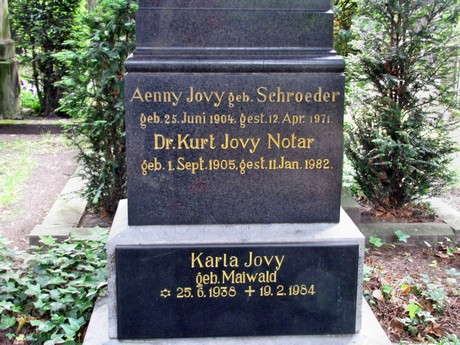 Aenny Jovy geb. Schroeder
geb. 25. Juni 1904. gest. 12. Apr. 1971.
Dr. Kurt Jovy Notar
geb. 1. Sept. 1905, gest. 11. Jan. 1982.
Karla Jovy
geb. Maiwald
✡ 25. 6. 1938 ✝ 19. 2. 1984